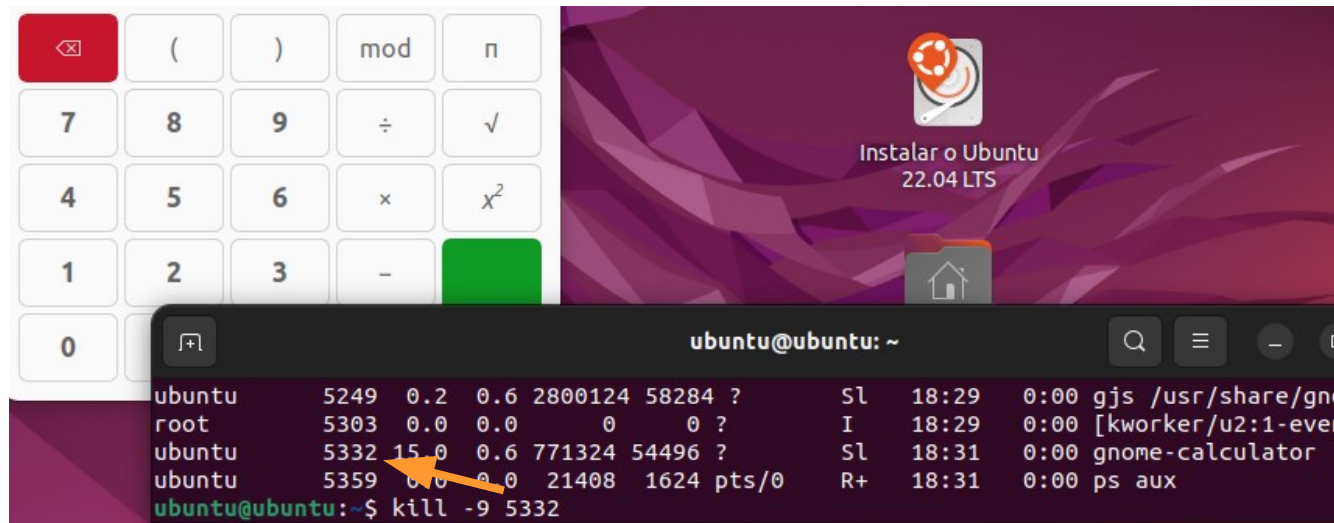 ( ) mod п
7 8 9 ÷ √
4 5 6 × x²
1 2 3 −
0
Instalar o Ubuntu
22.04 LTS
ubuntu@ubuntu: ~
ubuntu 5249 0.2 0.6 2800124 58284 ? Sl 18:29 0:00 gjs /usr/share/gno
root 5303 0.0 0.0 0 0 ? I 18:29 0:00 [kworker/u2:1-eve
ubuntu 5332 15.0 0.6 771324 54496 ? Sl 18:31 0:00 gnome-calculator
ubuntu 5359 0.0 0.0 21408 1624 pts/0 R+ 18:31 0:00 ps aux
ubuntu@ubuntu:~$ kill -9 5332